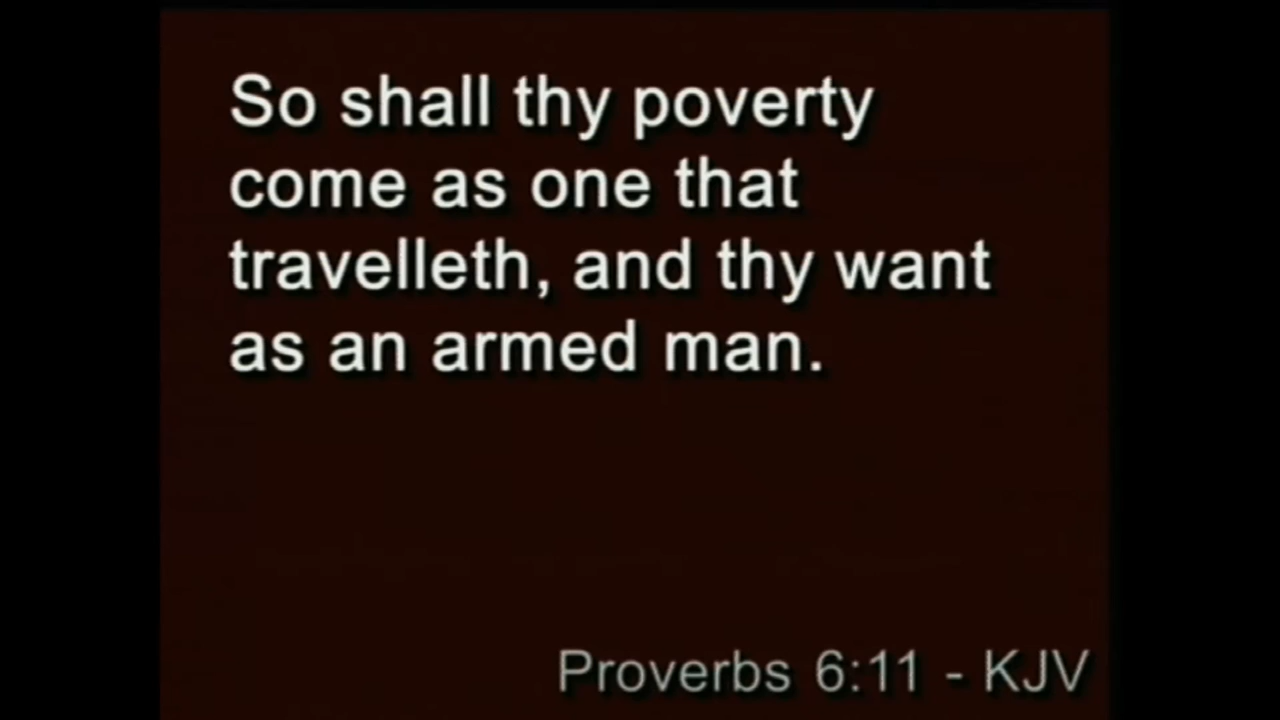 So shall thy poverty
come as one that
travelleth, and thy want
as an armed man.
Proverbs 6:11 - KJV